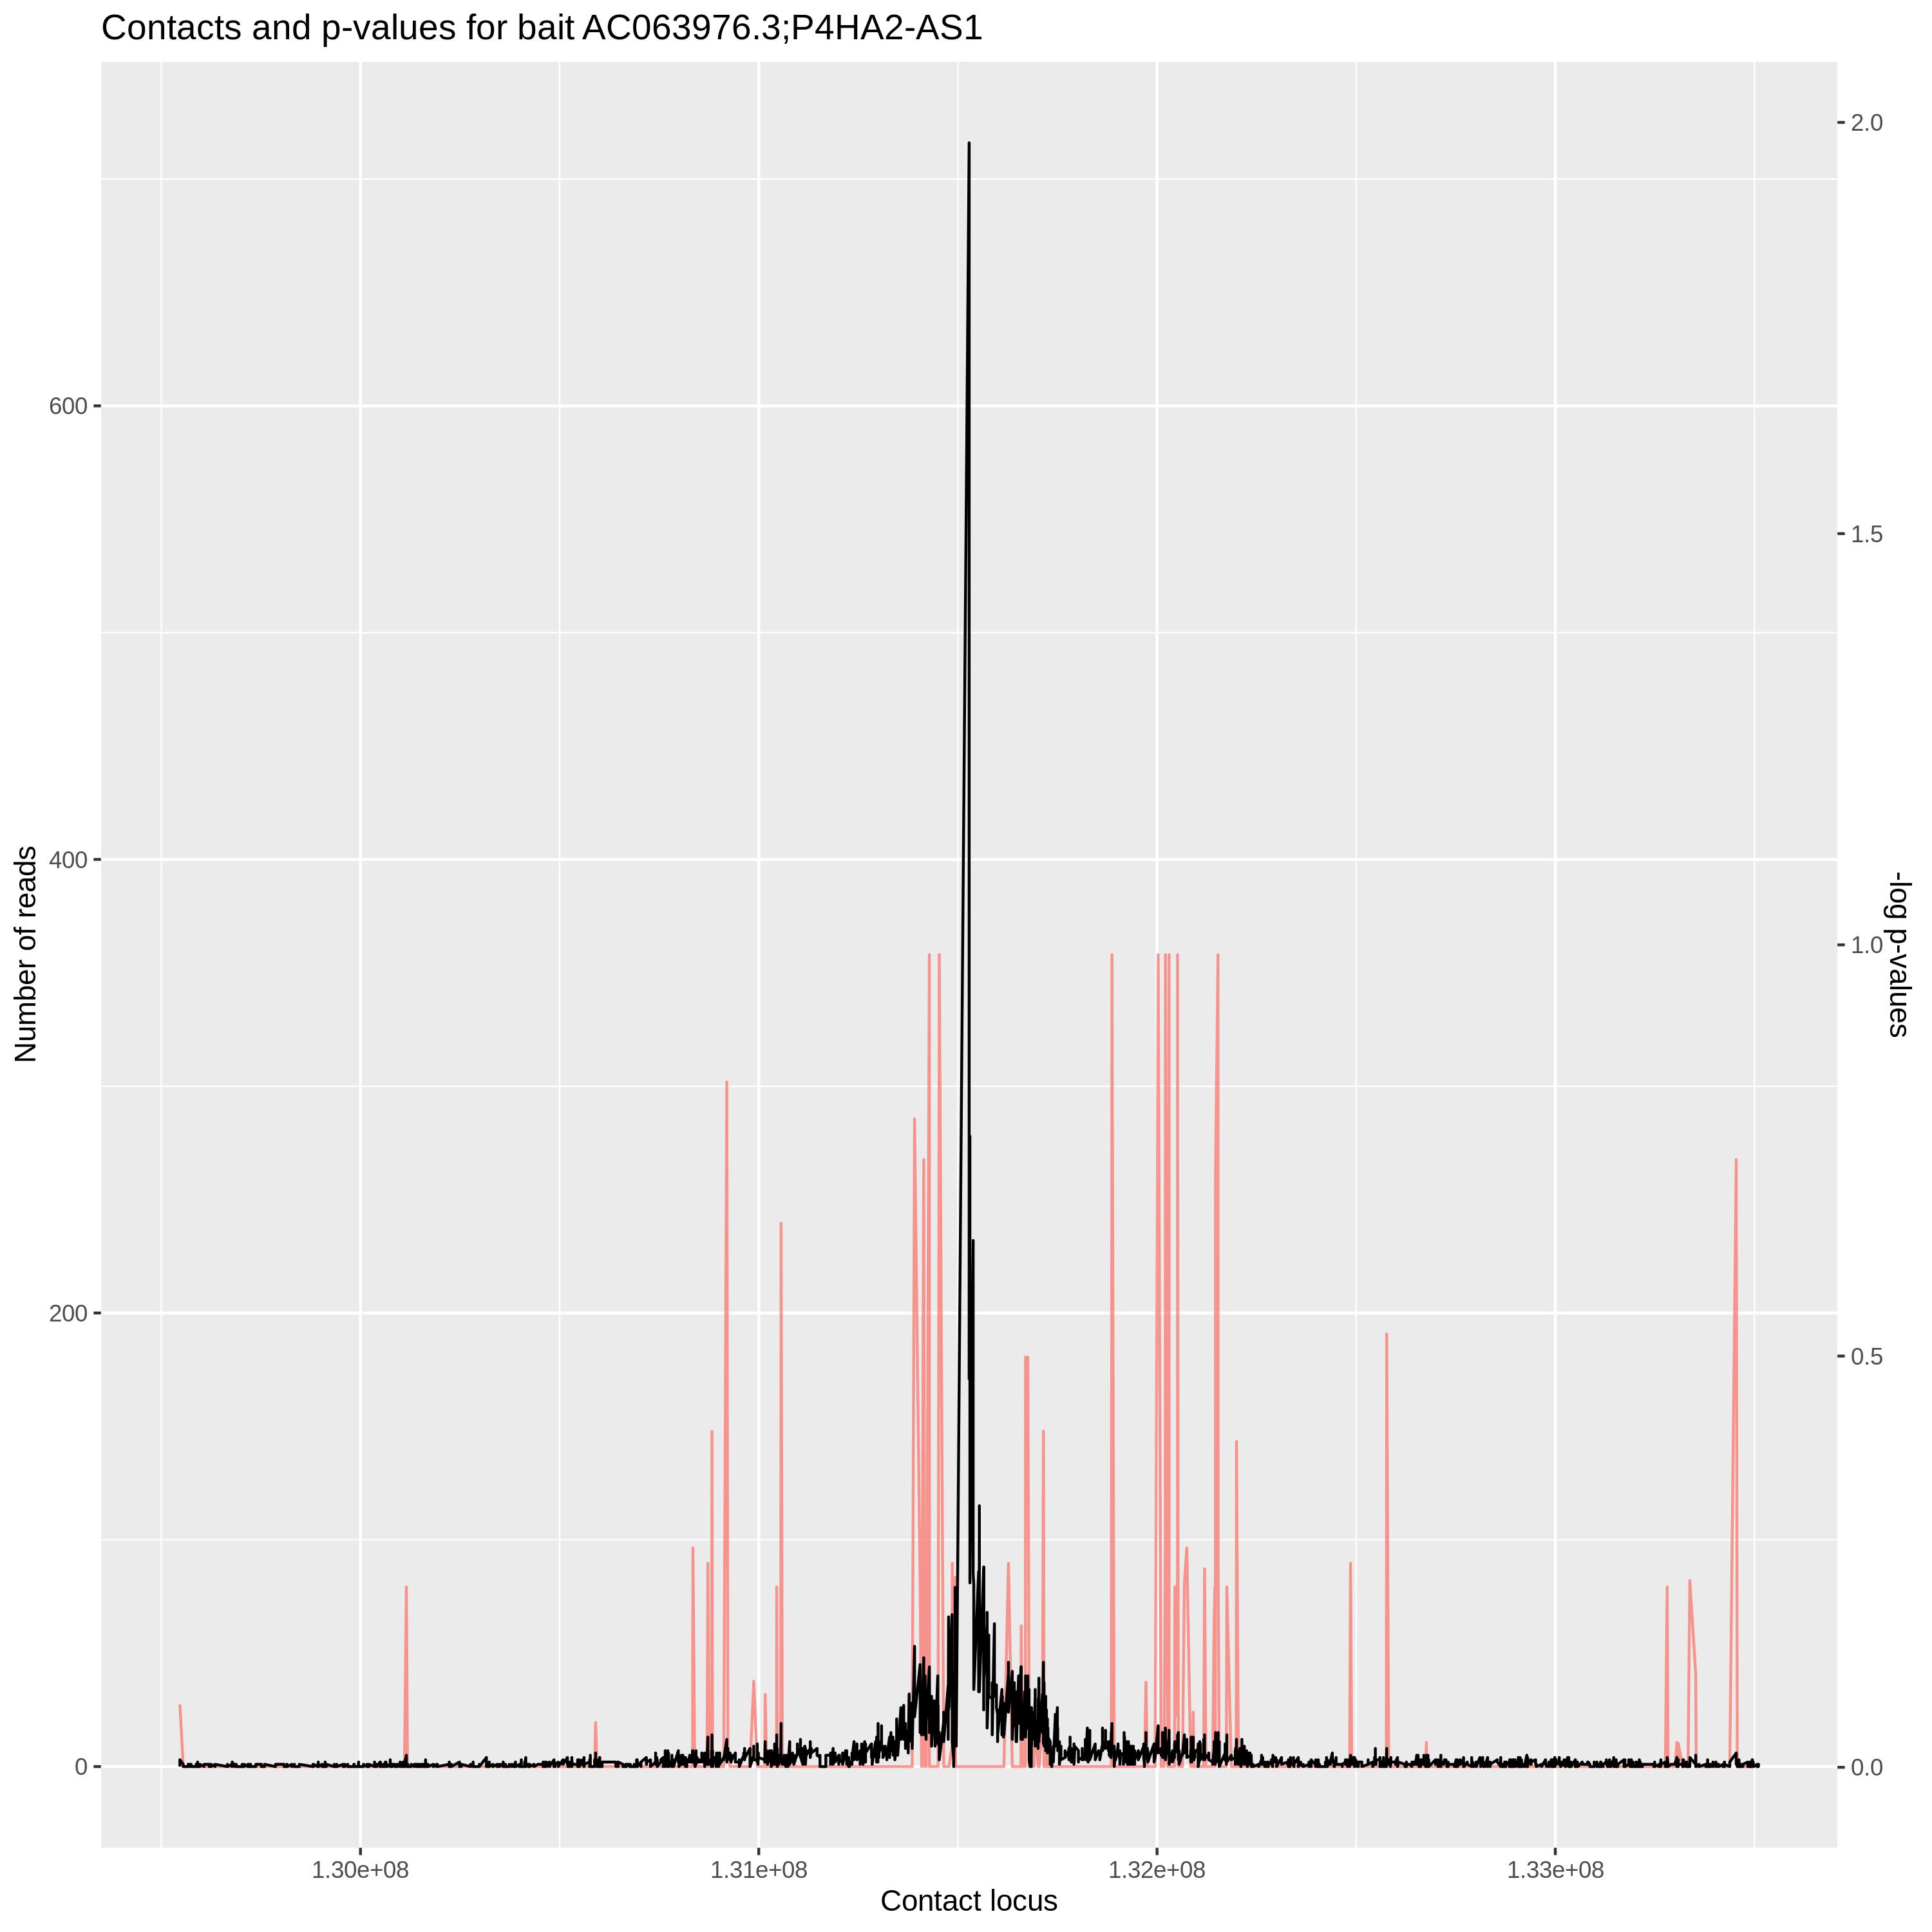 Contacts and p-values for bait AC063976.3;P4HA2-AS1
Number of reads
600
400
200
0
2.0
1.5
1.0
0.5
0.0
-log p-values
1.30e+08
1.31e+08
1.32e+08
1.33e+08
Contact locus